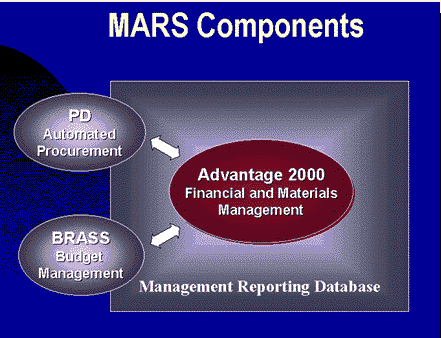 MARS Components
PD
Automated
Procurement
Advantage 2000
Financial and Materials
Management
BRASS
Budget
Management
Management Reporting Database